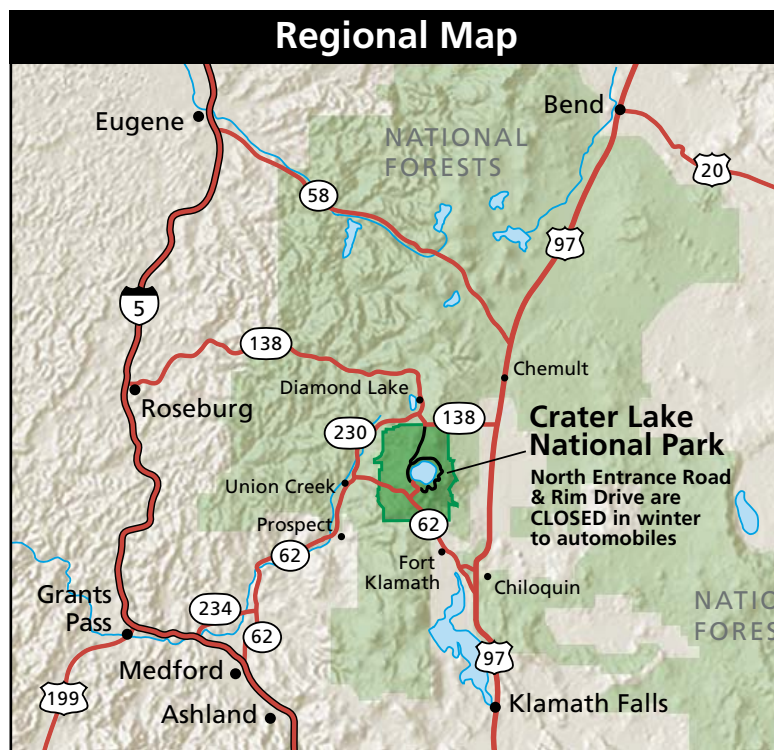 Regional Map
Eugene
Bend
NATIONAL
FORESTS
20
58
97
5
138
Chemult
Diamond Lake
Roseburg
138
230
Crater Lake
National Park
North Entrance Road
& Rim Drive are
CLOSED in winter
to automobiles
Union Creek
Prospect
62
62
Fort
Klamath
Chiloquin
Grants
Pass
234
62
NATIO
FORES
97
Medford
199
Ashland
Klamath Falls